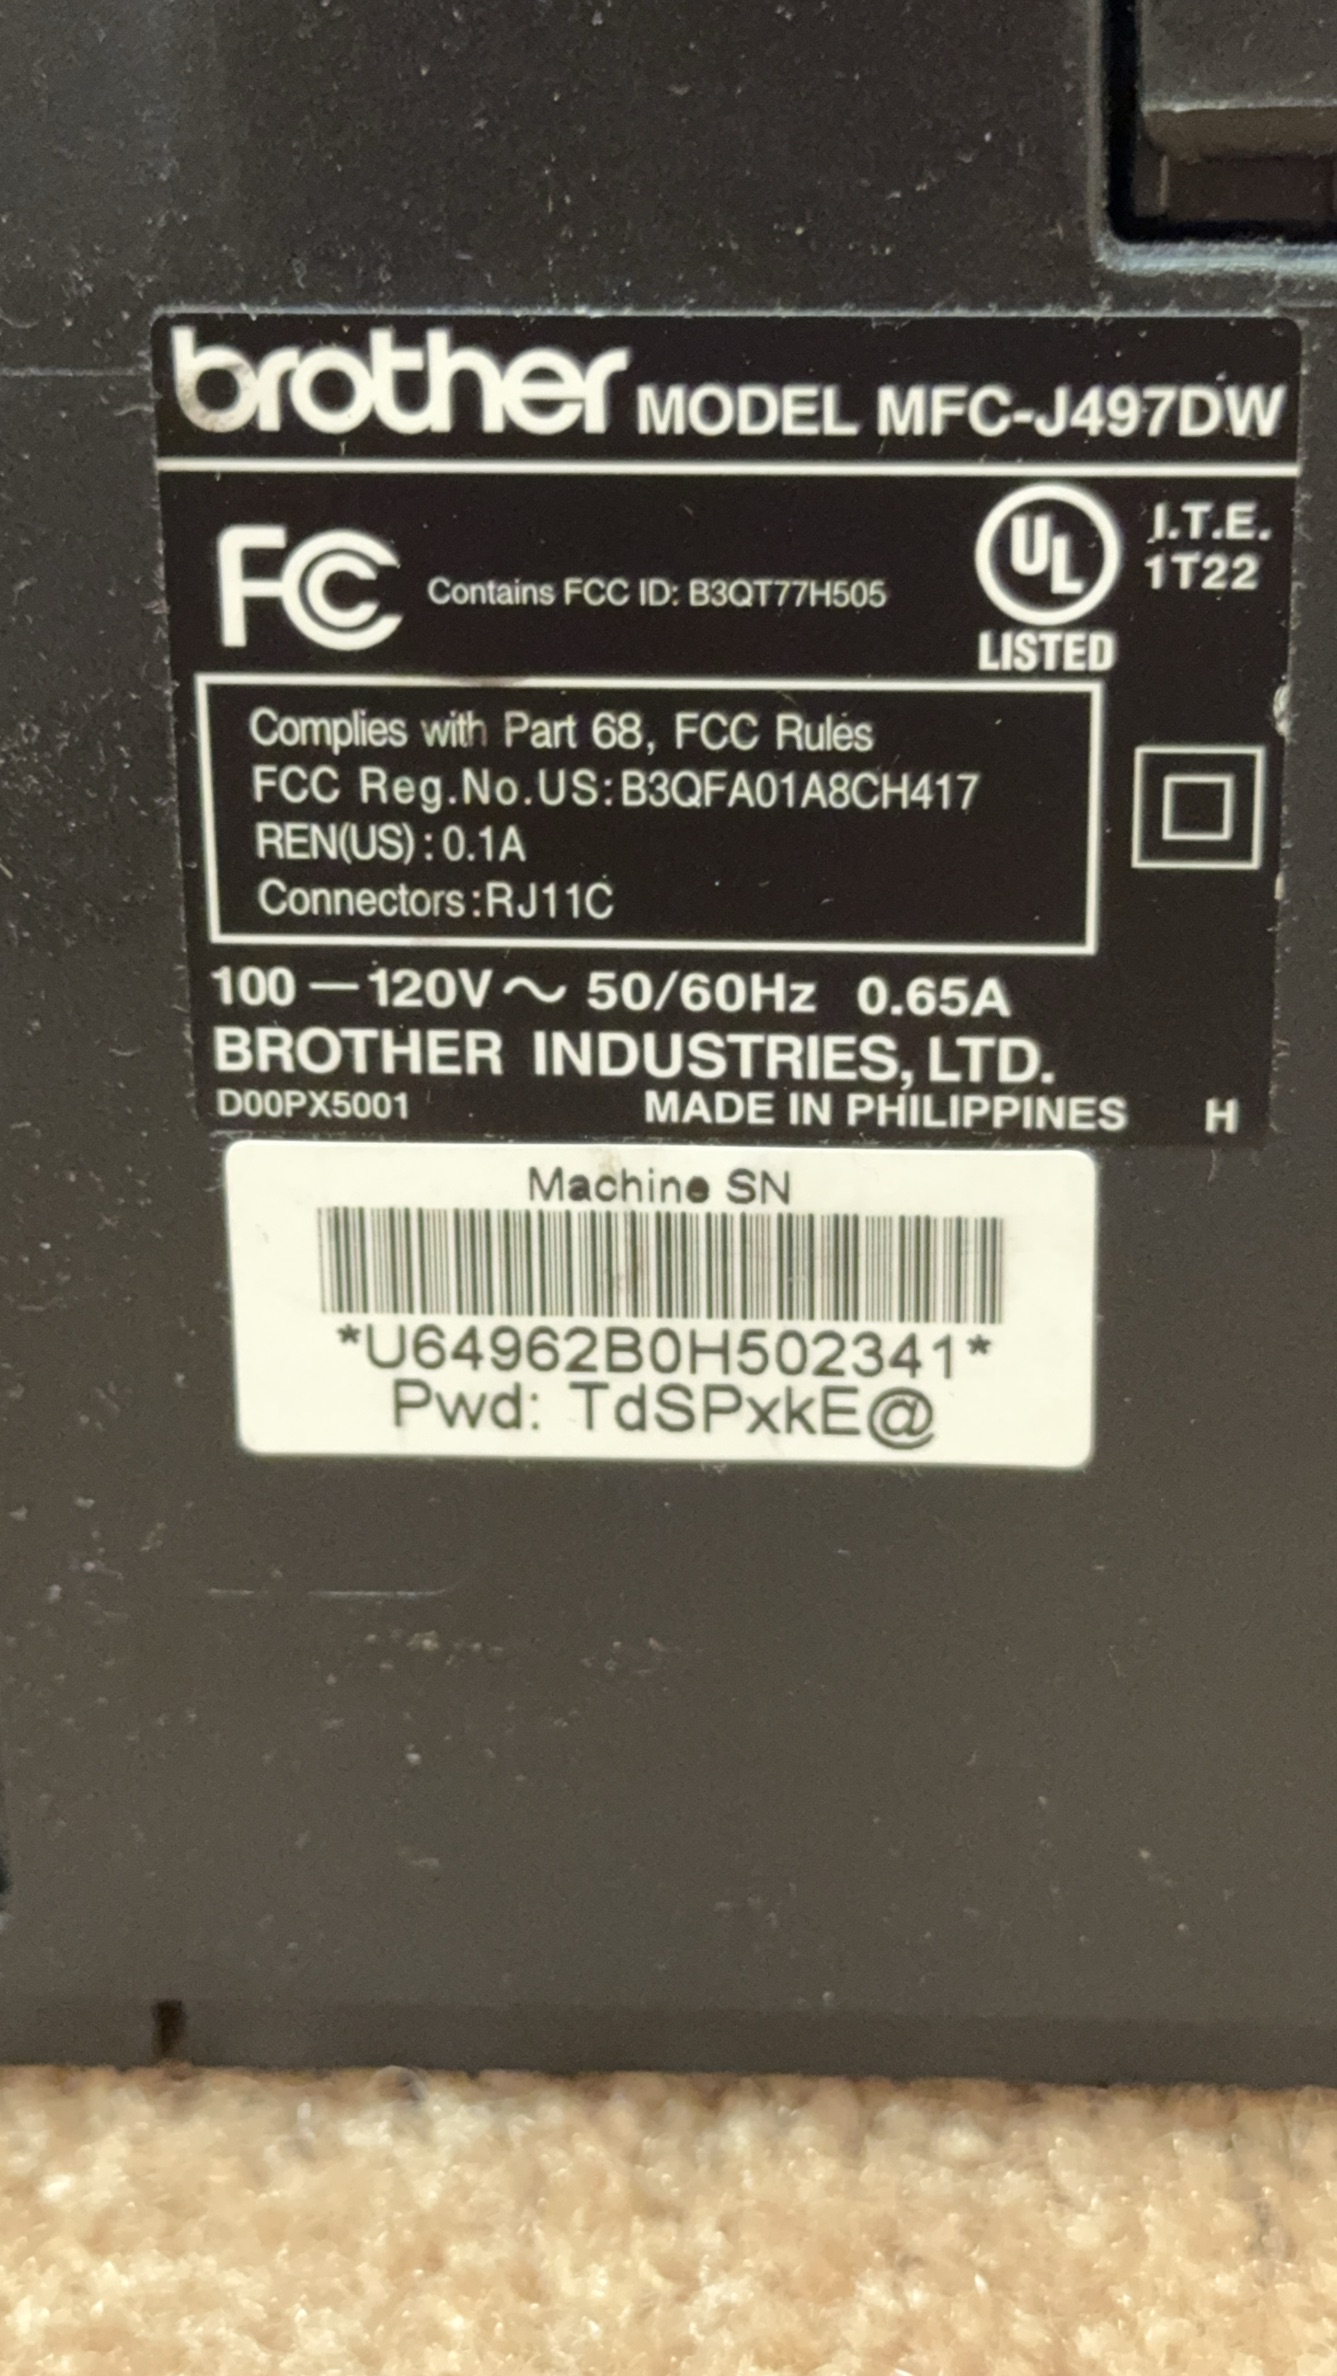 brother MODEL MFC-J497DW
FC Contains FCC ID: B3QT77H505
UL LISTED
I.T.E.
1T22
Complies with Part 68, FCC Rules
FCC Reg.No.US:B3QFA01A8CH417
REN(US):0.1A
Connectors:RJ11C
100—120V～ 50/60Hz 0.65A
BROTHER INDUSTRIES, LTD.
D00PX5001 MADE IN PHILIPPINES H
Machine SN
*U64962B0H502341*
Pwd: TdSPxkE@